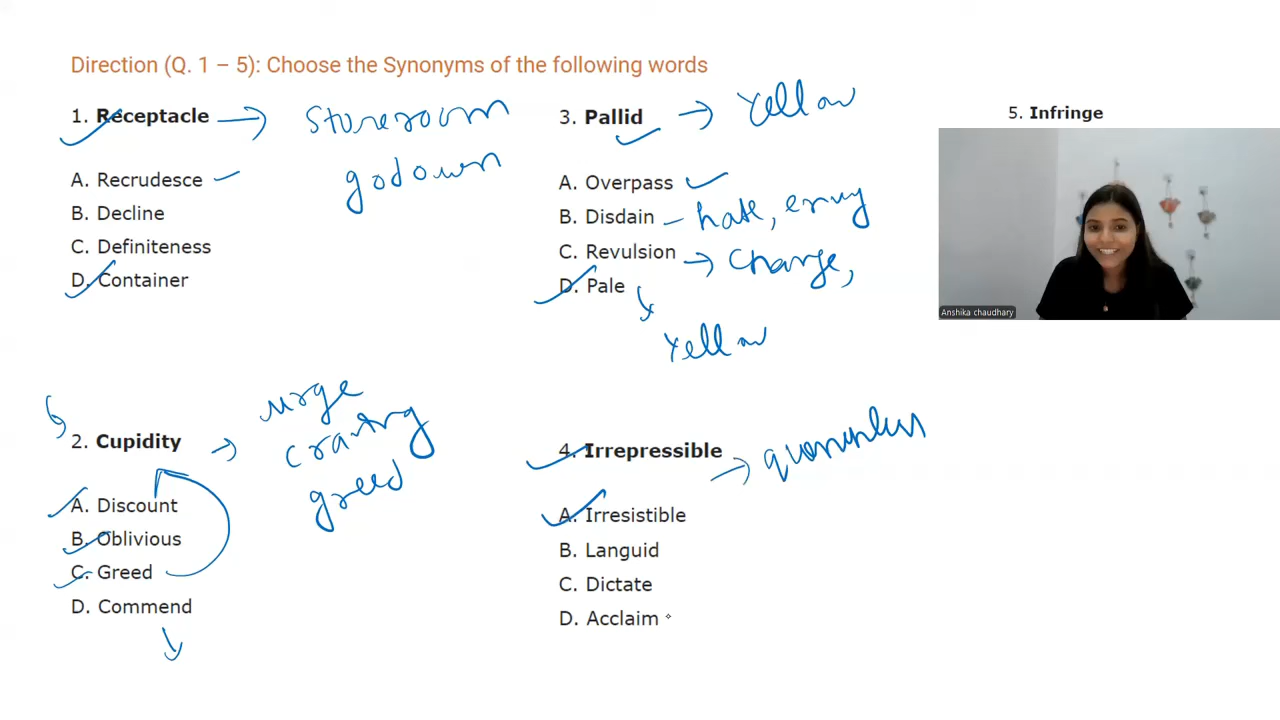 Direction (Q. 1 – 5): Choose the Synonyms of the following words
1. Receptacle → storeroom
godown
A. Recrudesce
B. Decline
C. Definiteness
D. Container
2. Cupidity → urge
craving
greed
A. Discount
B. Oblivious
C. Greed
D. Commend
3. Pallid → Yellow
A. Overpass
B. Disdain – hate, envy
C. Revulsion → change,
D. Pale
Yellow
4. Irrepressible →
A. Irresistible
B. Languid
C. Dictate
D. Acclaim
5. Infringe
Anshika chaudhary